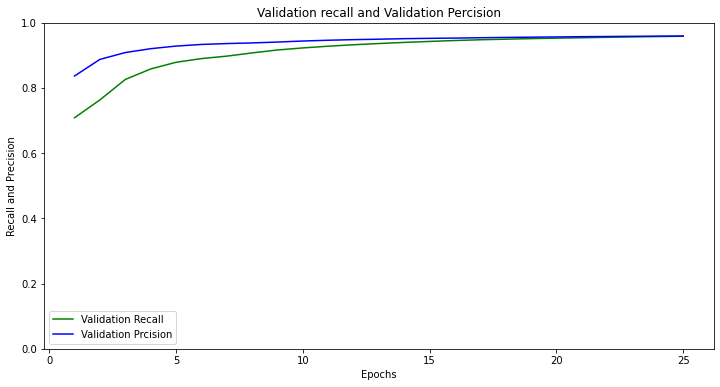 Validation recall and Validation Percision
1.0
0.8
0.6
0.4
0.2
0.0
Recall and Precision
Validation Recall
Validation Prcision
0 5 10 15 20 25
Epochs